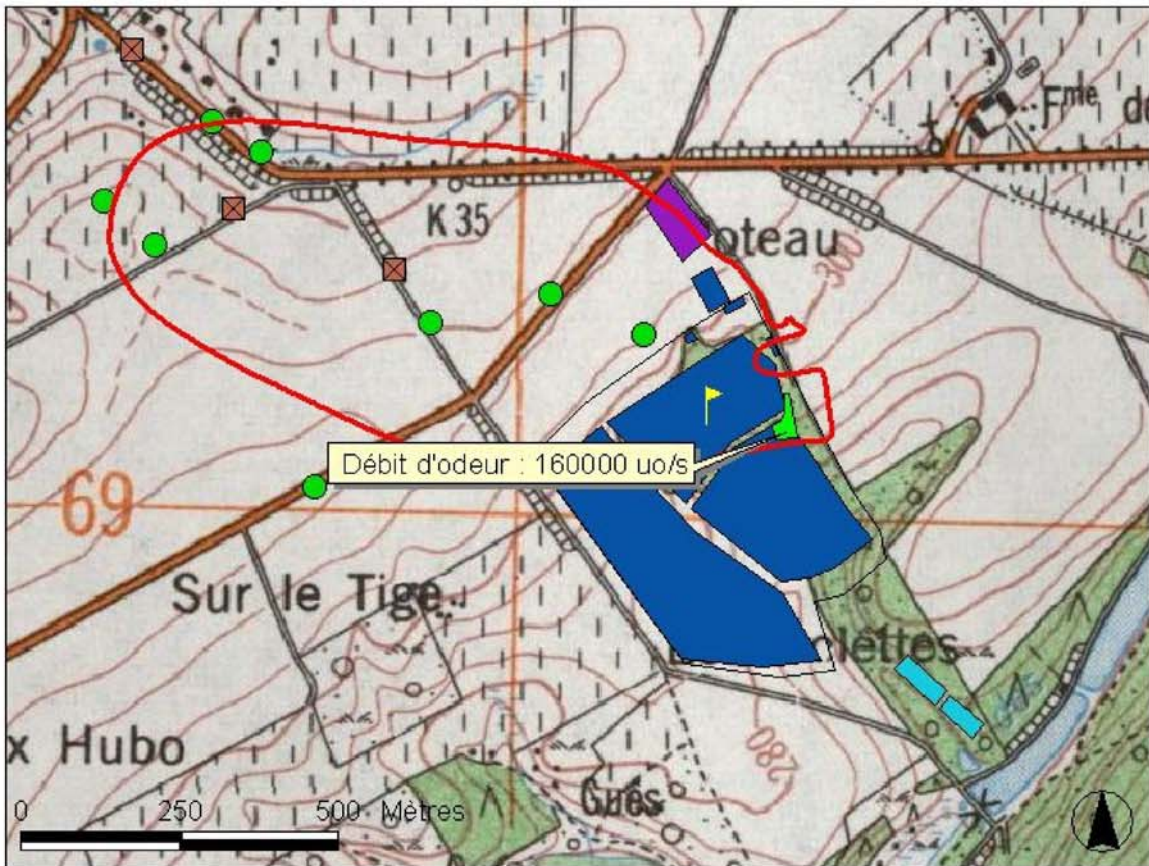 Fme de
K 35
oteau
300
Débit d'odeur : 160000 uo/s
69
Sur le Tige
lettes
280
x Hubo
Gués
0 250 500 Mètres